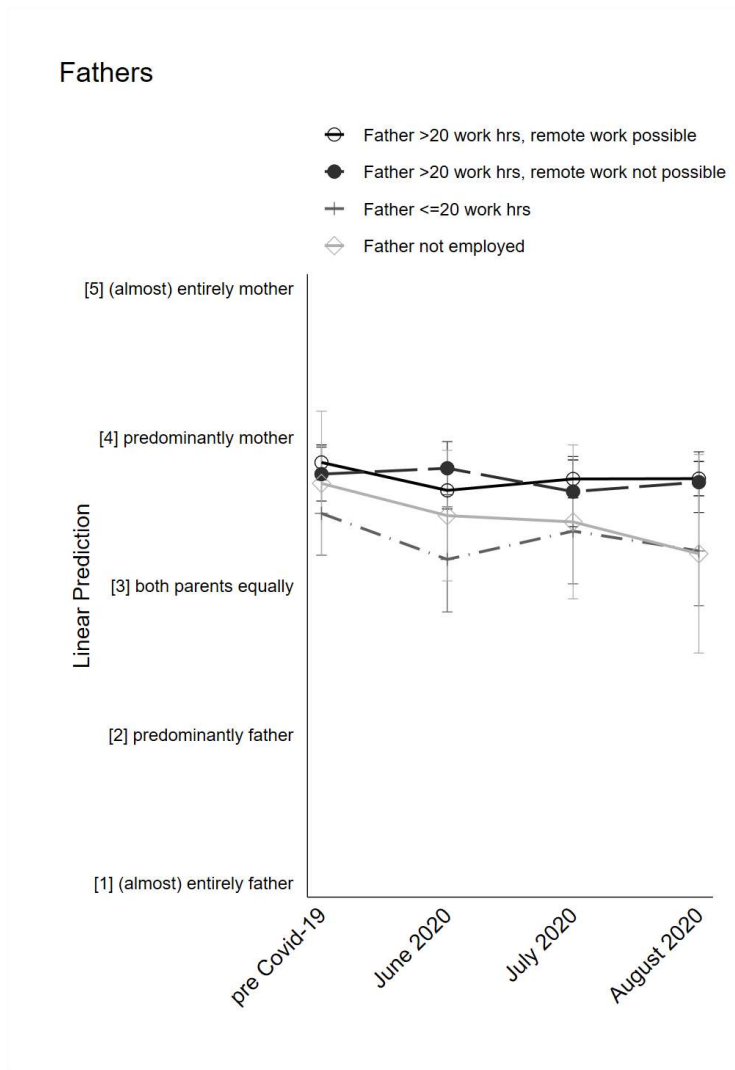 Fathers
Father >20 work hrs, remote work possible
Father >20 work hrs, remote work not possible
Father <=20 work hrs
Father not employed
[5] (almost) entirely mother
[4] predominantly mother
[3] both parents equally
[2] predominantly father
[1] (almost) entirely father
Linear Prediction
pre Covid-19
June 2020
July 2020
August 2020